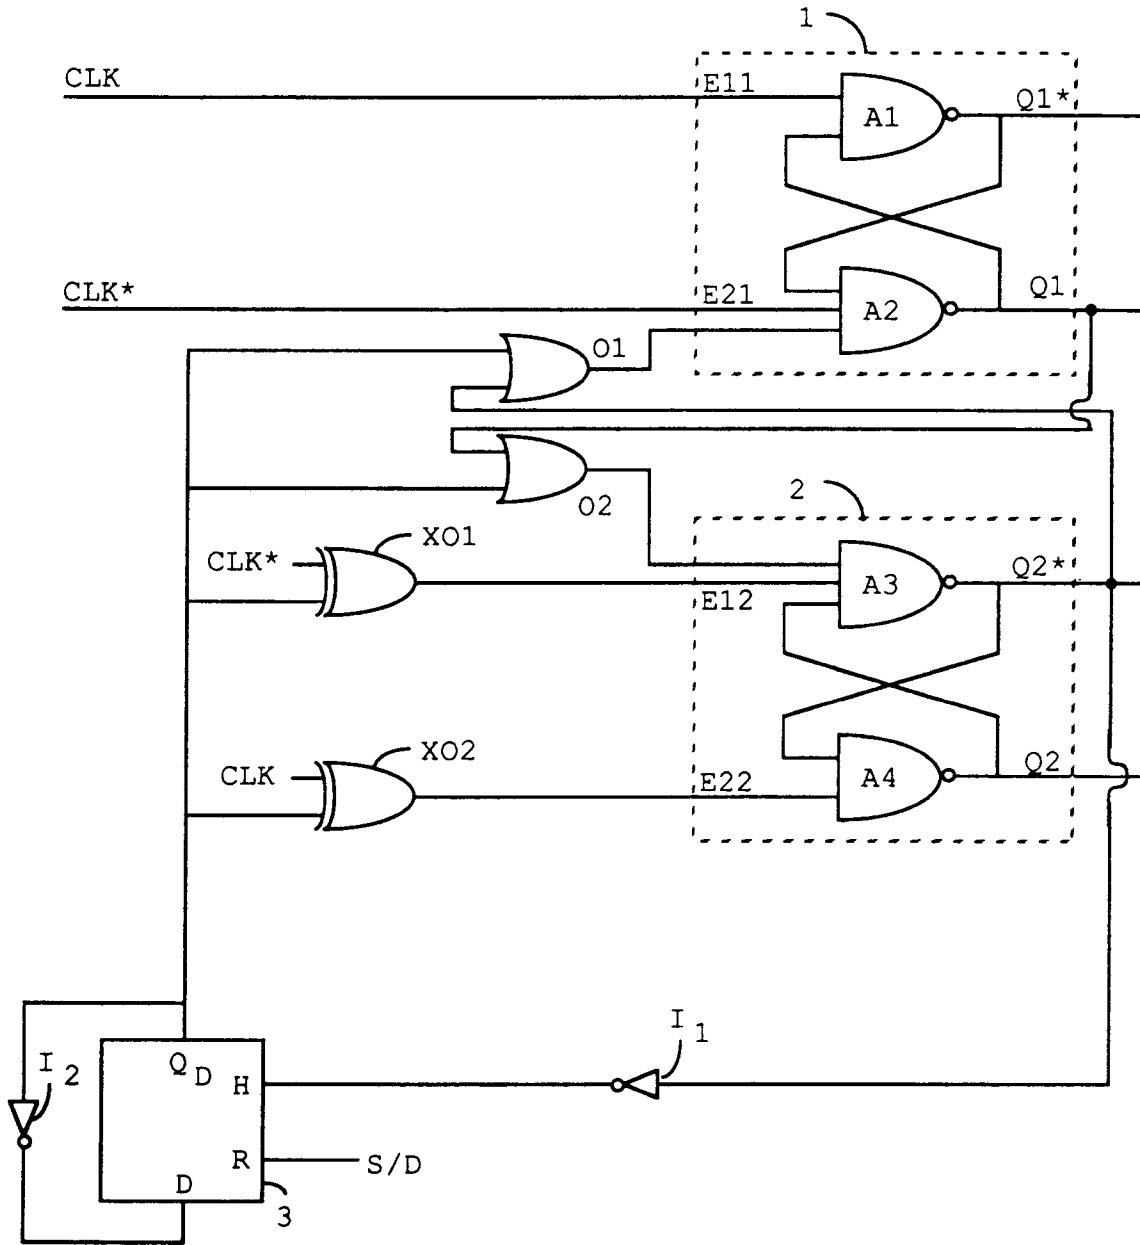 1
CLK
E11
A1
Q1*
CLK*
E21
A2
Q1
O1
O2
2
XO1
CLK*
E12
A3
Q2*
XO2
CLK
E22
A4
Q2
I 1
I 2
Q D
H
R
S/D
D
3